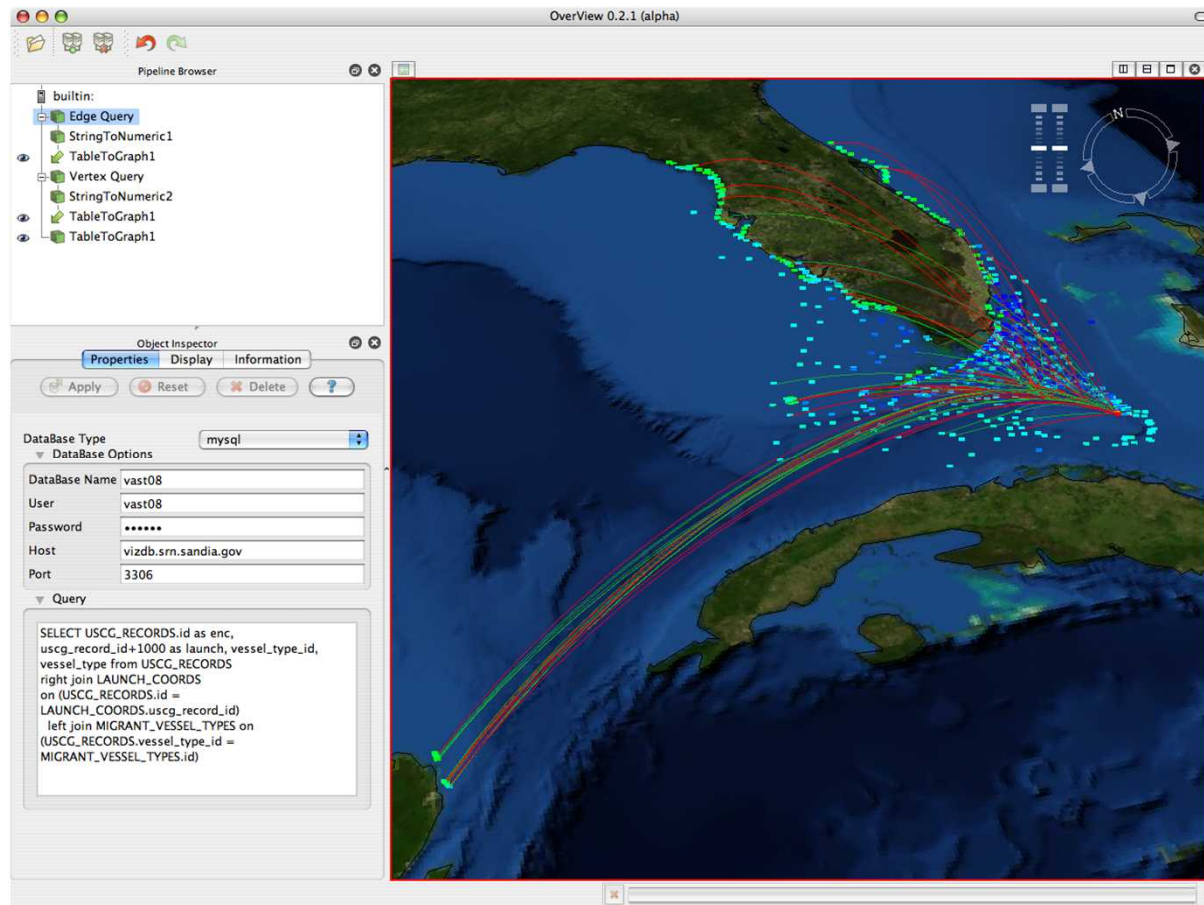 OverView 0.2.1 (alpha)
Pipeline Browser
builtin:
Edge Query
StringToNumeric1
TableToGraph1
Vertex Query
StringToNumeric2
TableToGraph1
TableToGraph1
Object Inspector
Properties Display Information
Apply Reset Delete ?
DataBase Type mysql
DataBase Options
DataBase Name vast08
User vast08
Password ••••••
Host vizdb.srn.sandia.gov
Port 3306
Query
SELECT USCG_RECORDS.id as enc,
uscg_record_id+1000 as launch, vessel_type_id,
vessel_type from USCG_RECORDS
right join LAUNCH_COORDS
on (USCG_RECORDS.id =
LAUNCH_COORDS.uscg_record_id)
left join MIGRANT_VESSEL_TYPES on
(USCG_RECORDS.vessel_type_id =
MIGRANT_VESSEL_TYPES.id)
N